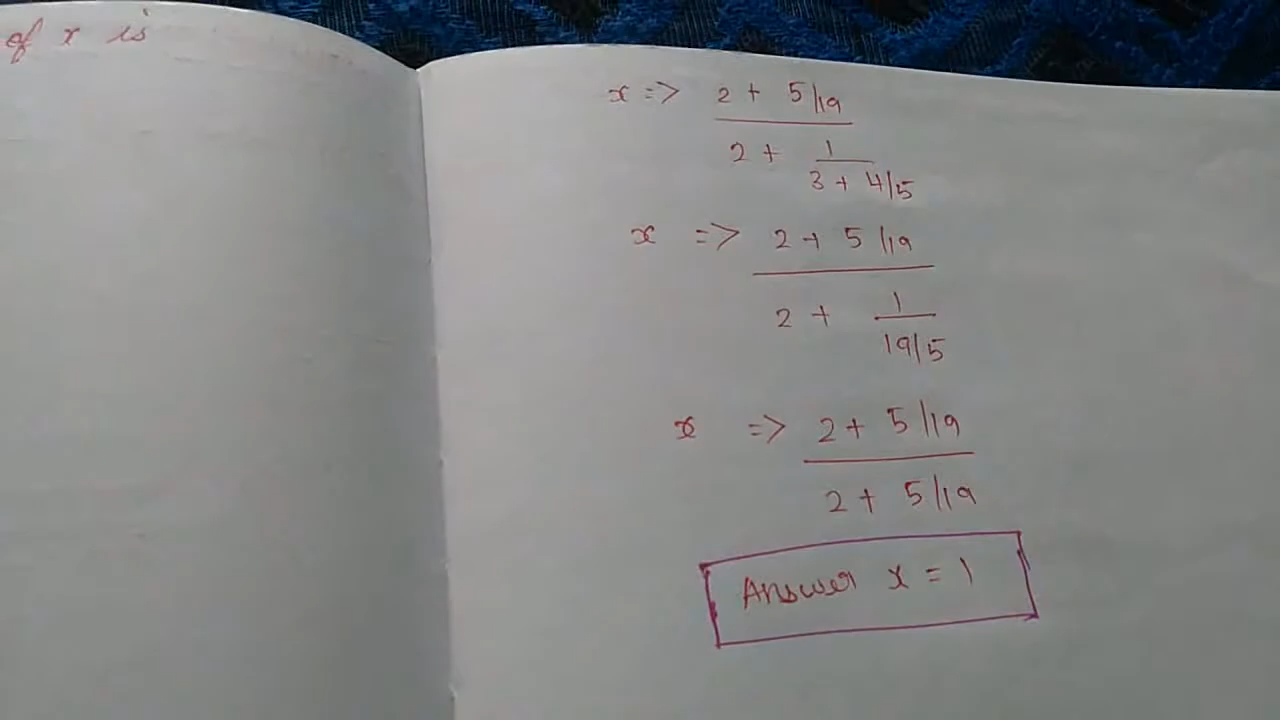 of x is
x => 2 + 5/19
2 + 1
3 + 4/5
x => 2 + 5/19
2 + 1
19/5
x => 2 + 5/19
2 + 5/19
Answer x = 1